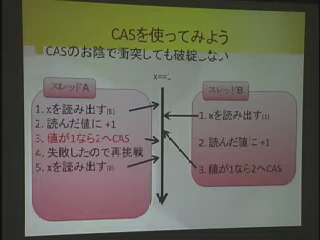 CASを使ってみよう
CASのお陰で衝突しても破綻しない
x==1
スレッドA
1. xを読み出す(1)
2. 読んだ値に +1
3. 値が1なら2へCAS
4. 失敗したので再挑戦
5. xを読み出す
スレッドB
1. xを読み出す(1)
2. 読んだ値に +1
3. 値が1なら2へCAS